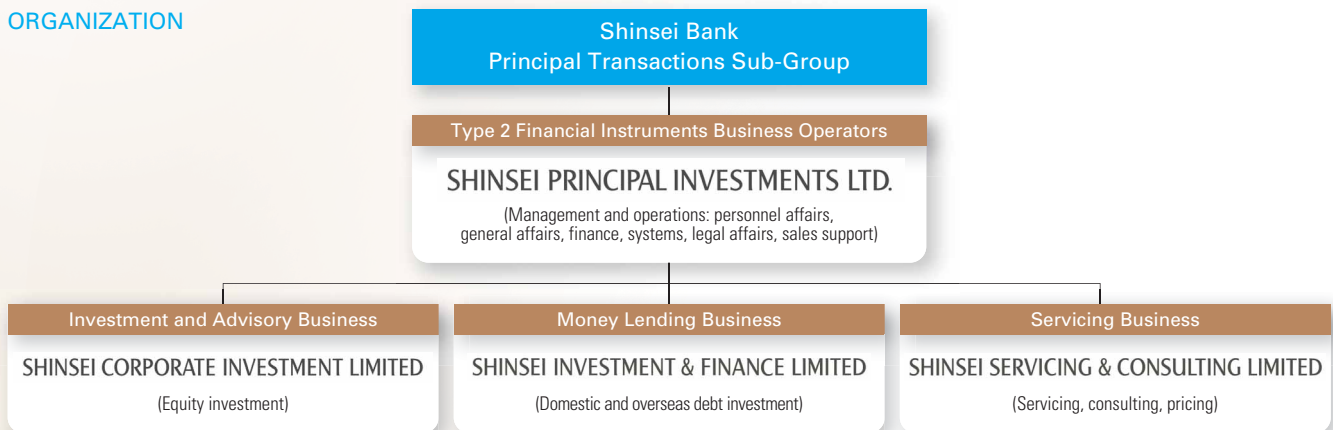 ORGANIZATION
Shinsei Bank
Principal Transactions Sub-Group
Type 2 Financial Instruments Business Operators
SHINSEI PRINCIPAL INVESTMENTS LTD.
(Management and operations: personnel affairs,
general affairs, finance, systems, legal affairs, sales support)
Investment and Advisory Business
SHINSEI CORPORATE INVESTMENT LIMITED
(Equity investment)
Money Lending Business
SHINSEI INVESTMENT & FINANCE LIMITED
(Domestic and overseas debt investment)
Servicing Business
SHINSEI SERVICING & CONSULTING LIMITED
(Servicing, consulting, pricing)